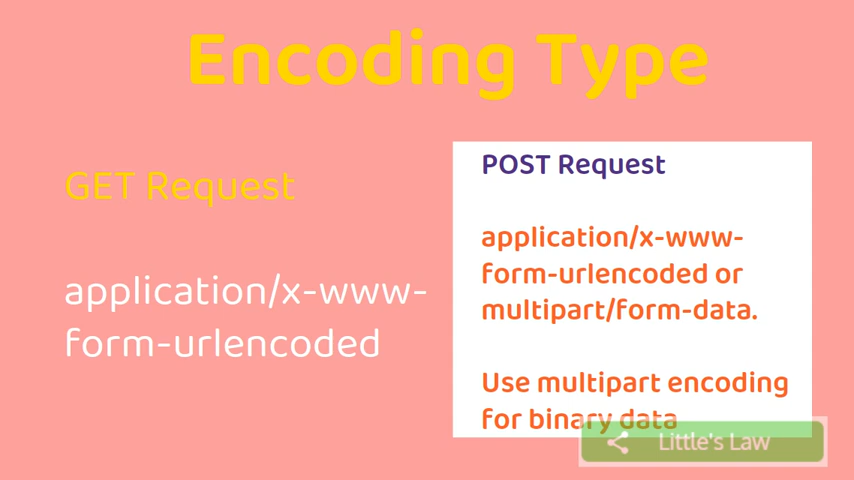 Encoding Type
GET Request
application/x-www-
form-urlencoded
POST Request
application/x-www-
form-urlencoded or
multipart/form-data.
Use multipart encoding
for binary data
Little's Law